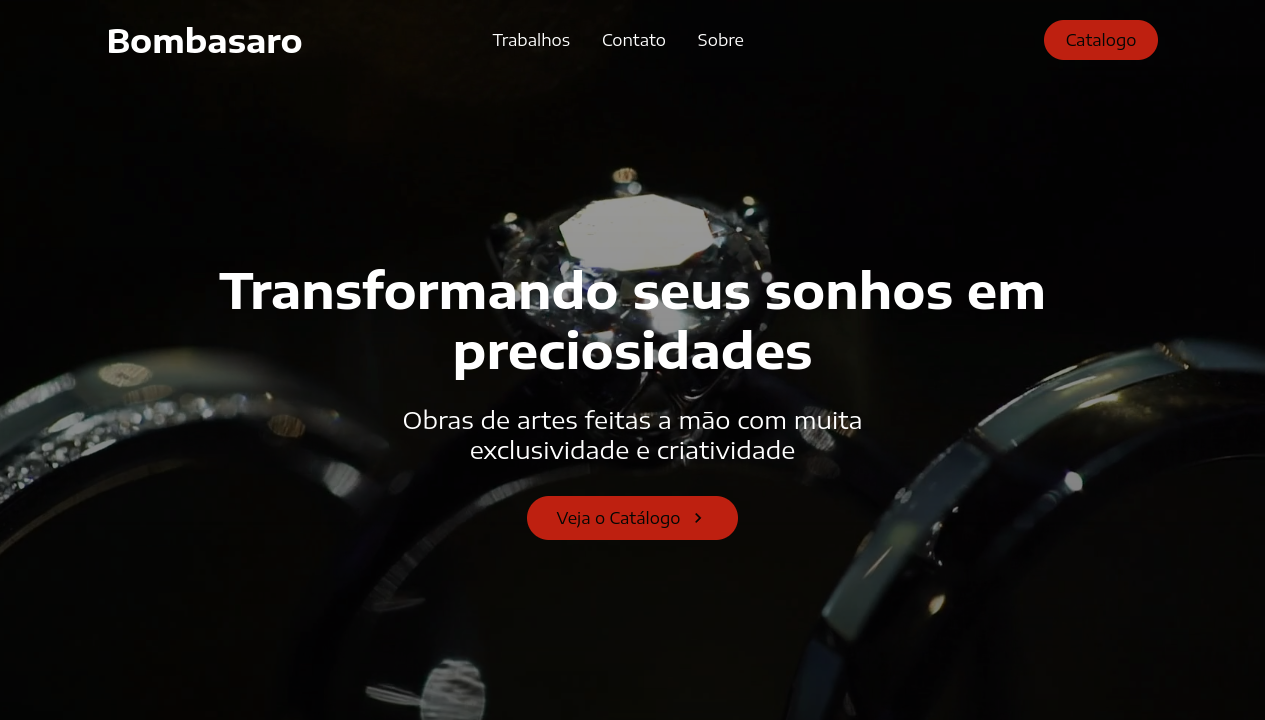 Bombasaro
Trabalhos
Contato
Sobre
Catalogo
Transformando seus sonhos em
preciosidades
Obras de artes feitas a mão com muita
exclusividade e criatividade
Veja o Catálogo